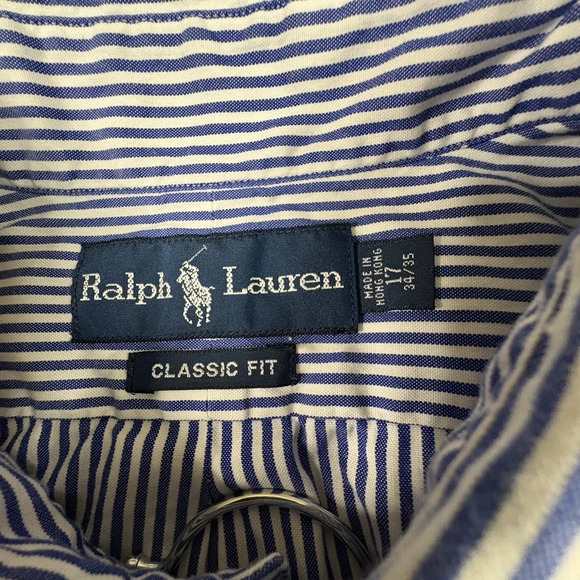 Ralph Lauren
MADE IN
HONG KONG
17
34/35
CLASSIC FIT